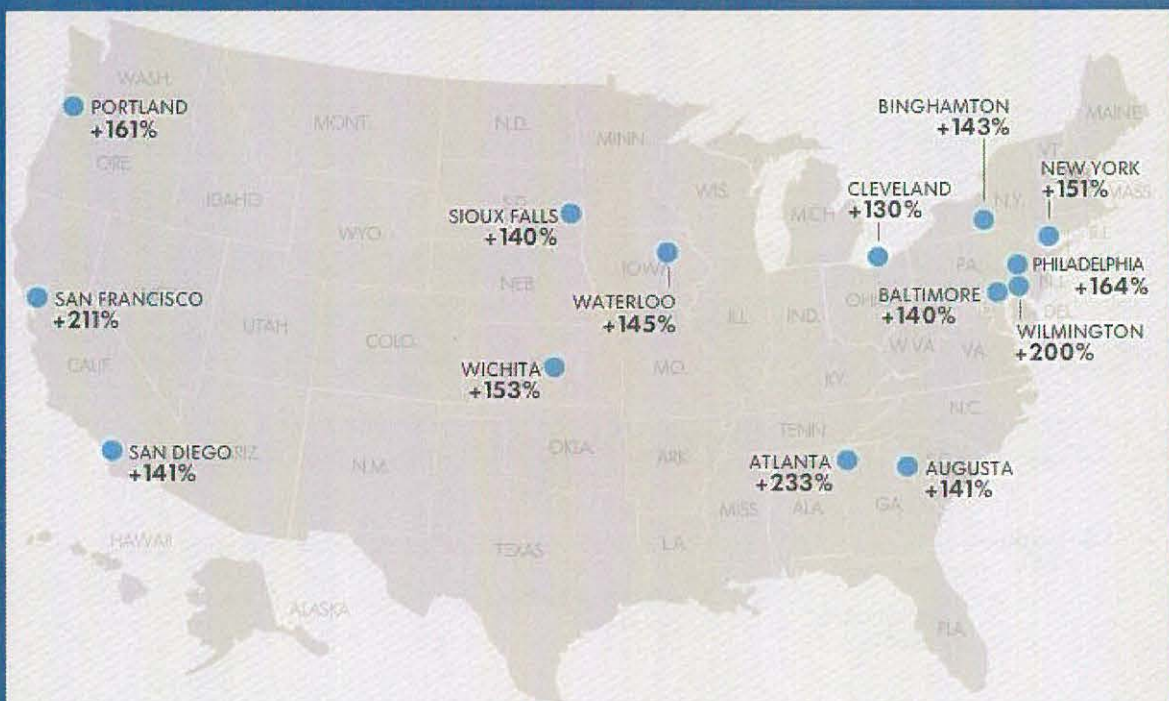 WASH.
PORTLAND
+161%
MONT.
N.D.
MINN.
BINGHAMTON
+143%
MAINE
VT.
ORE.
IDAHO
WIS.
MICH
CLEVELAND
+130%
N.Y.
NEW YORK
+151%
MASS.
S.D.
SIOUX FALLS
+140%
WYO.
IOWA
R.I.
PA.
PHILADELPHIA
+164%
N.J.
SAN FRANCISCO
+211%
NEB
WATERLOO
+145%
ILL
IND.
OHIO
BALTIMORE
+140%
DEL
WILMINGTON
+200%
UTAH
COLO.
W VA
VA.
CALIF.
WICHITA
+153%
MO.
KY.
N.C.
TENN
SAN DIEGO
+141%
ARIZ
N.M.
OKLA.
ARK
ATLANTA
+233%
AUGUSTA
+141%
MISS
ALA
GA
HAWAII
TEXAS
LA.
ALASKA
FLA.